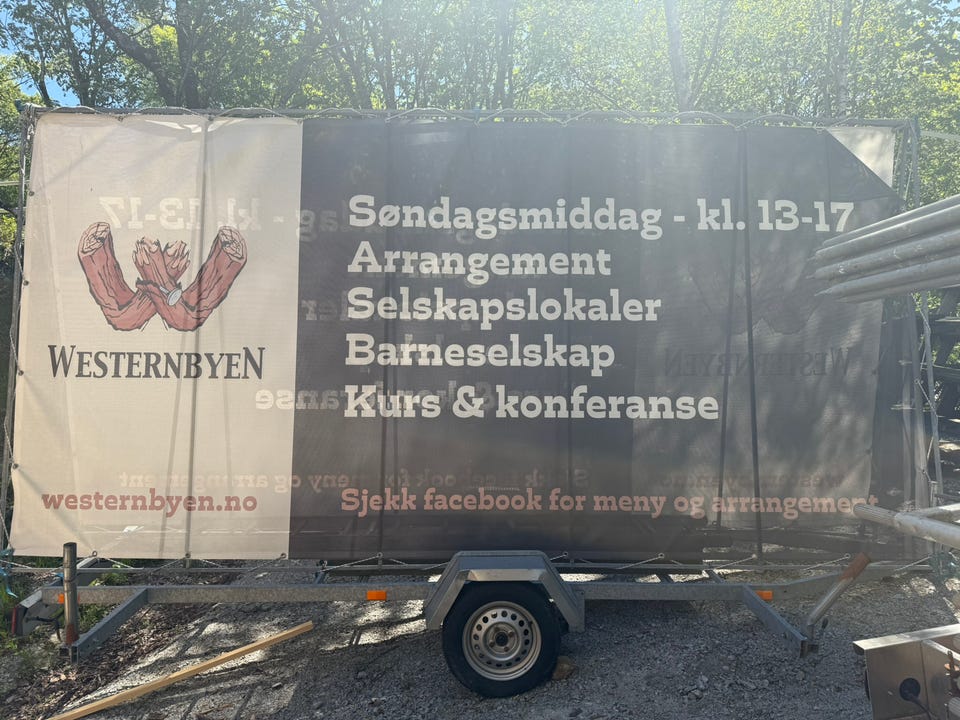 WESTERNBYEN
westernbyen.no
Søndagsmiddag - kl. 13-17
Arrangement
Selskapslokaler
Barneselskap
Kurs & konferanse
Sjekk facebook for meny og arrangement